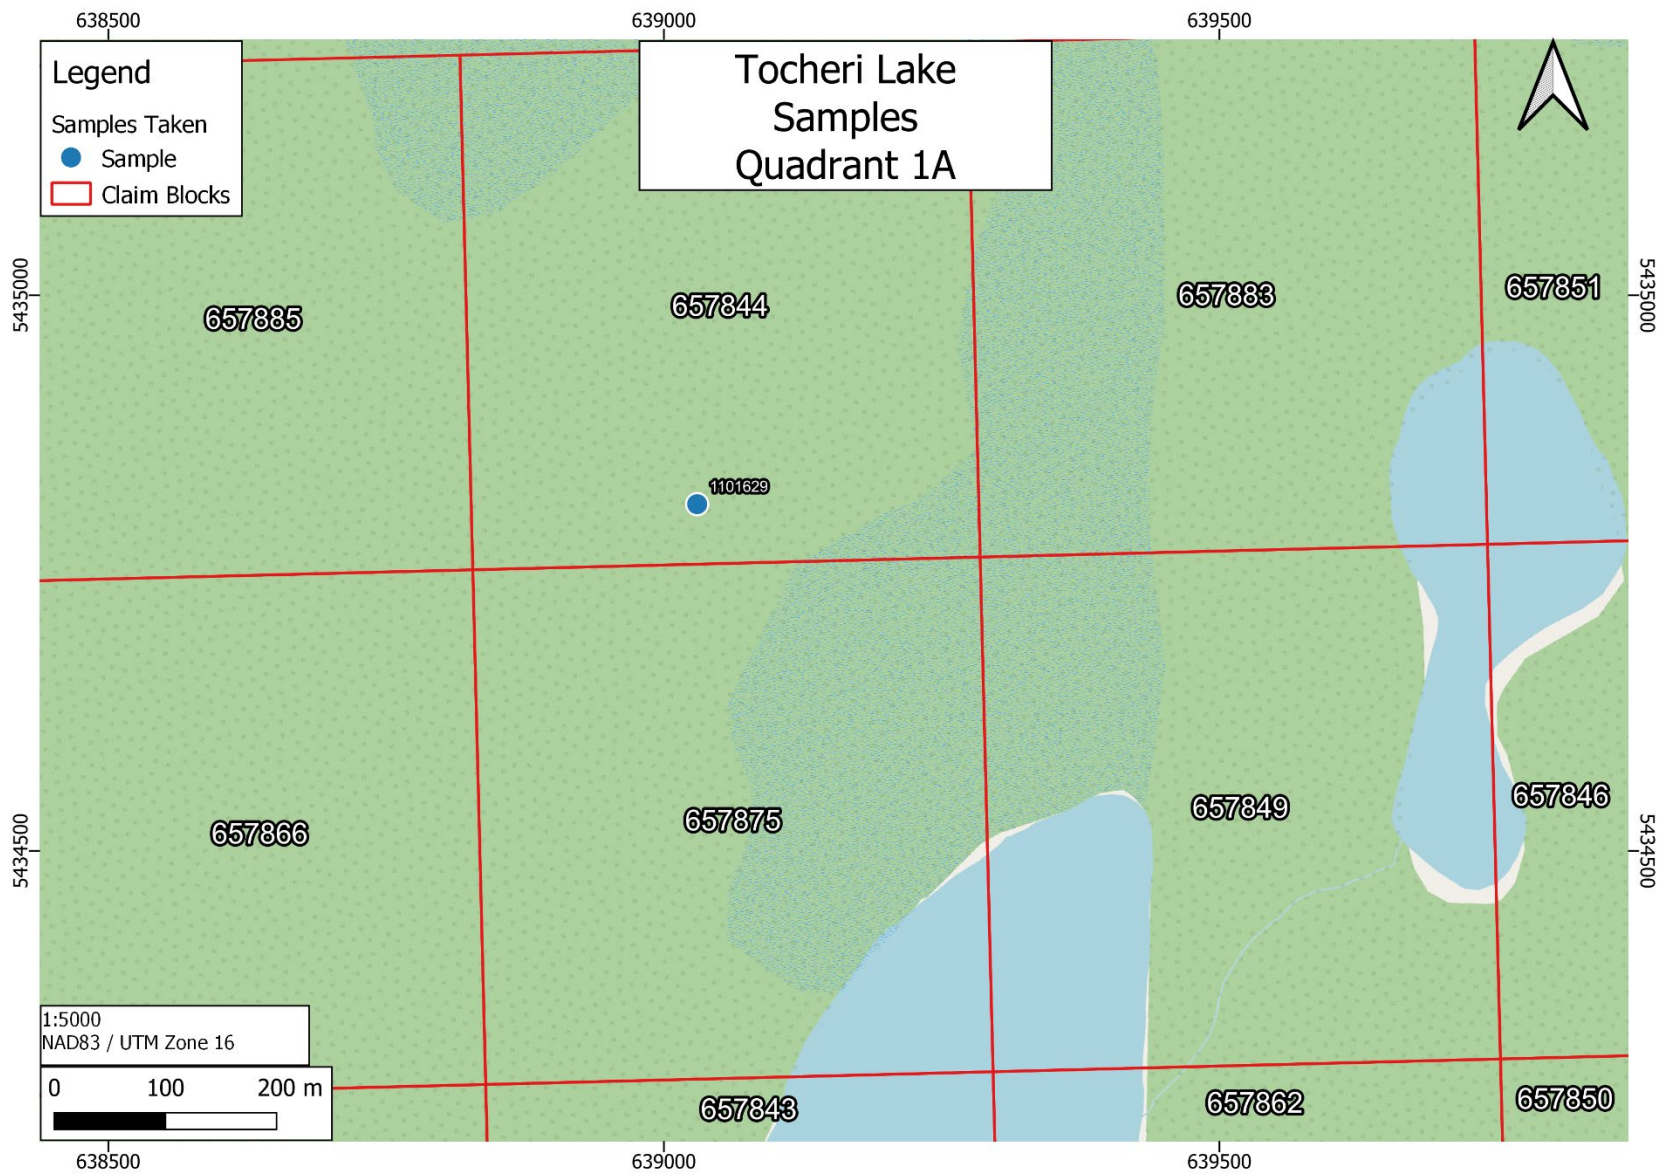 638500
639000
639500
Legend
Samples Taken
Sample
Claim Blocks
Tocheri Lake
Samples
Quadrant 1A
5435000
657885
657844
657883
657851
5435000
1101629
5434500
657866
657875
657849
657846
5434500
1:5000
NAD83 / UTM Zone 16
0 100 200 m
657843
657862
657850
638500
639000
639500